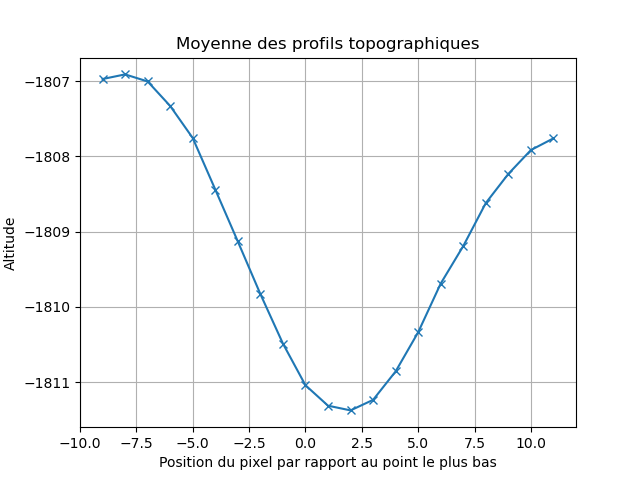 Moyenne des profils topographiques
Altitude
−1807
−1808
−1809
−1810
−1811
−10.0 −7.5 −5.0 −2.5 0.0 2.5 5.0 7.5 10.0
Position du pixel par rapport au point le plus bas